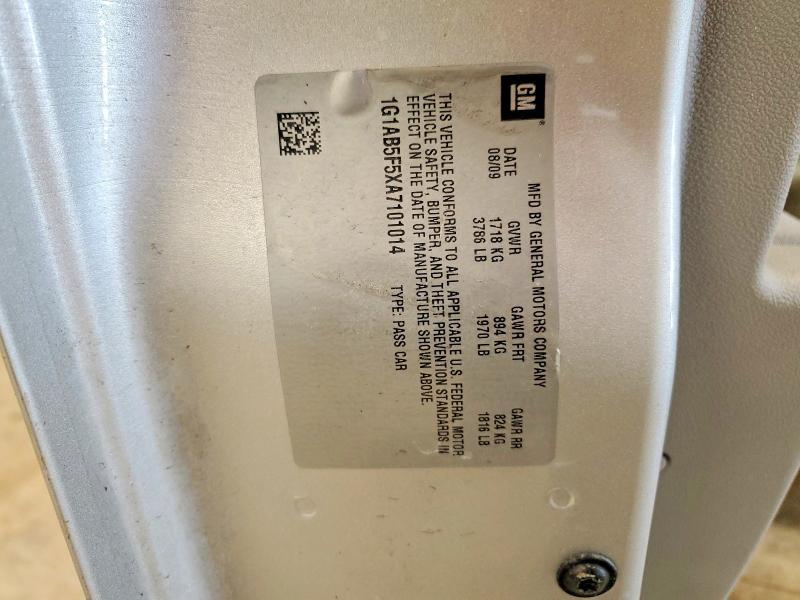 GM®
MFD BY GENERAL MOTORS COMPANY
DATE GVWR GAWR FRT GAWR RR
08/09 1718 KG 894 KG 824 KG
3786 LB 1970 LB 1816 LB
THIS VEHICLE CONFORMS TO ALL APPLICABLE U.S. FEDERAL MOTOR
VEHICLE SAFETY, BUMPER, AND THEFT PREVENTION STANDARDS IN
EFFECT ON THE DATE OF MANUFACTURE SHOWN ABOVE.
1G1AB5F5XA7101014 TYPE: PASS CAR